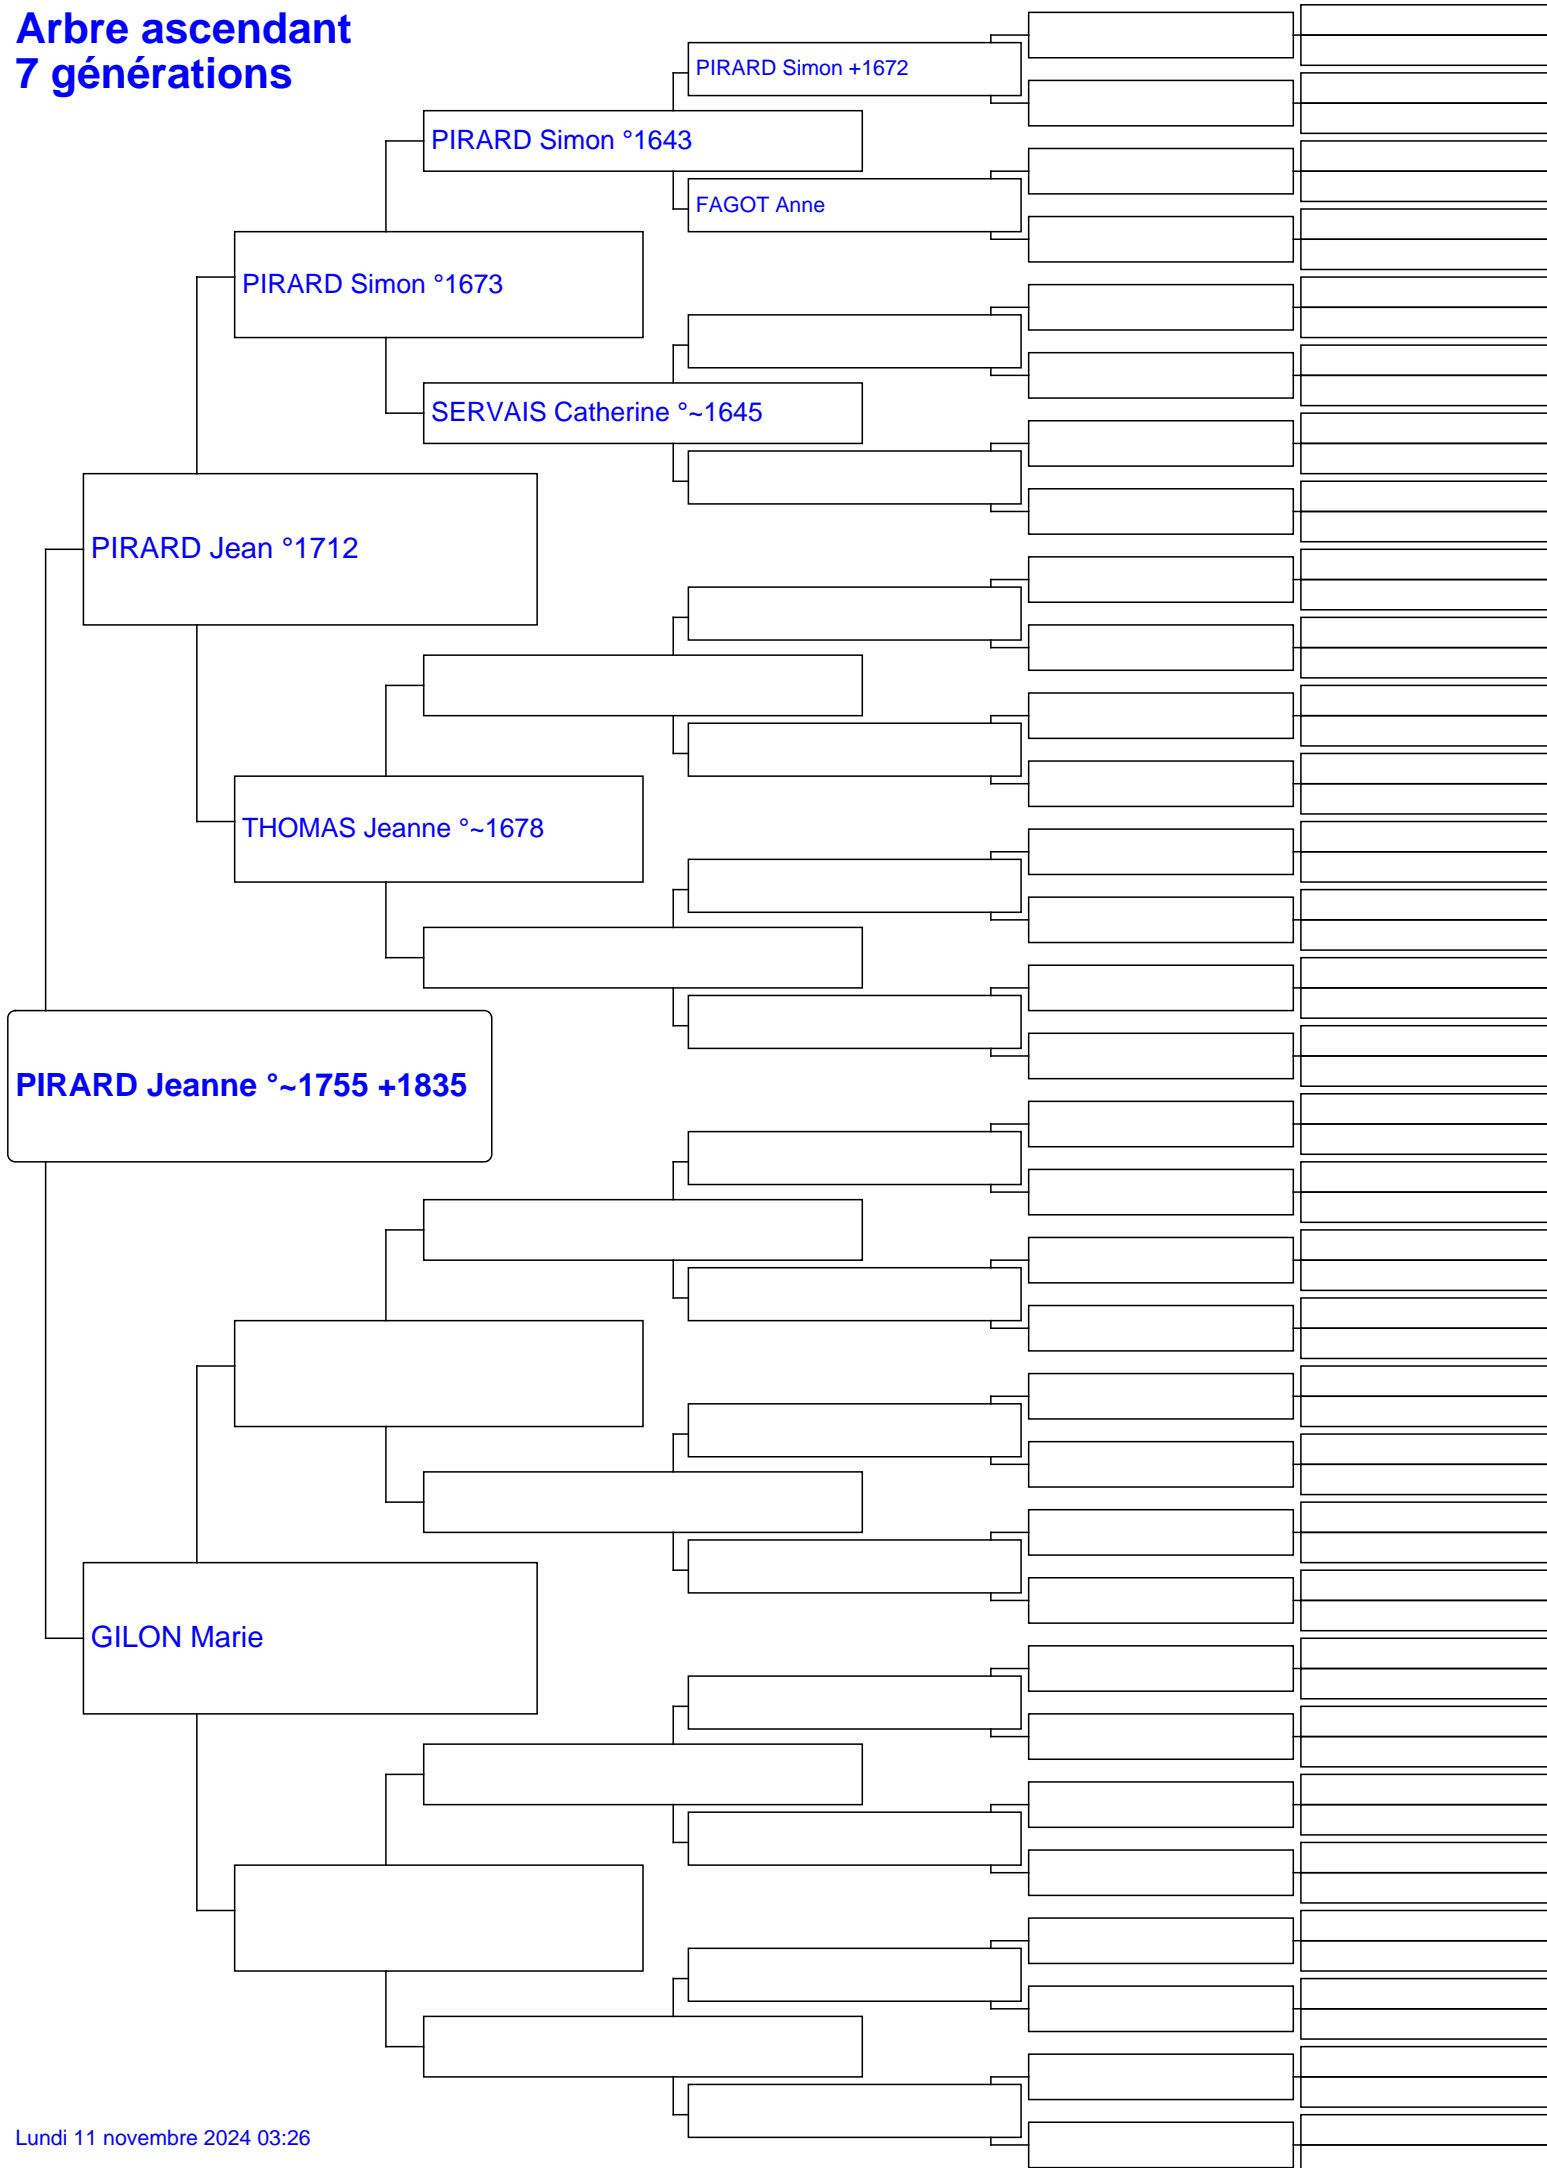 Arbre ascendant
7 générations
PIRARD Simon +1672
PIRARD Simon °1643
FAGOT Anne
PIRARD Simon °1673
SERVAIS Catherine °~1645
PIRARD Jean °1712
THOMAS Jeanne °~1678
PIRARD Jeanne °~1755 +1835
GILON Marie
Lundi 11 novembre 2024 03:26